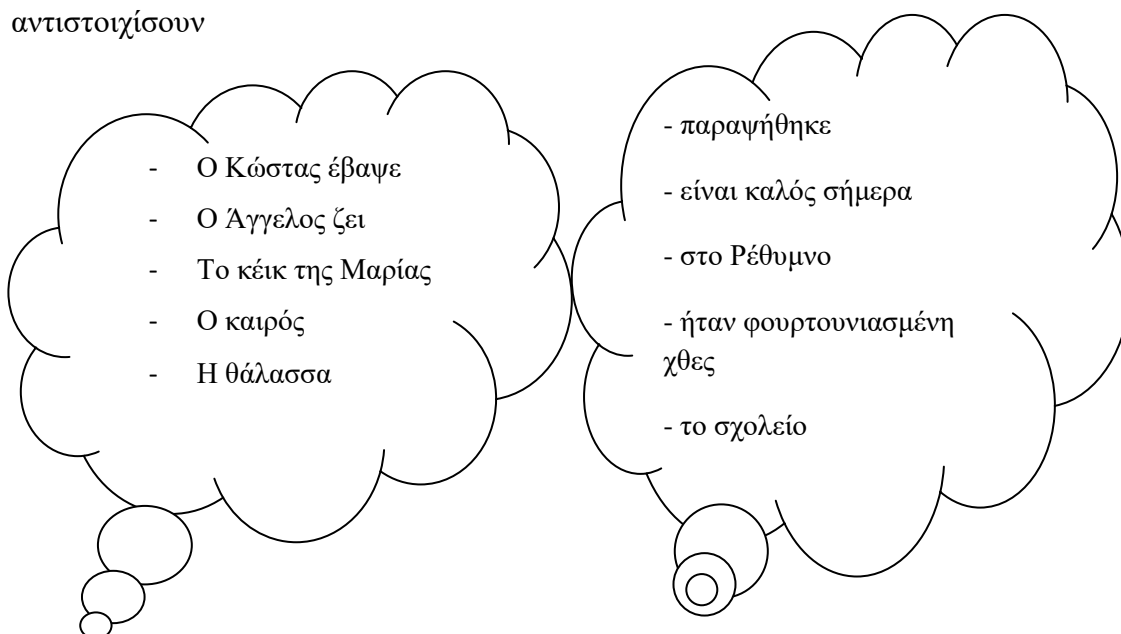 αντιστοιχίσουν
- Ο Κώστας έβαψε
- Ο Άγγελος ζει
- Το κέικ της Μαρίας
- Ο καιρός
- Η θάλασσα
- παραψήθηκε
- είναι καλός σήμερα
- στο Ρέθυμνο
- ήταν φουρτουνιασμένη
χθες
- το σχολείο